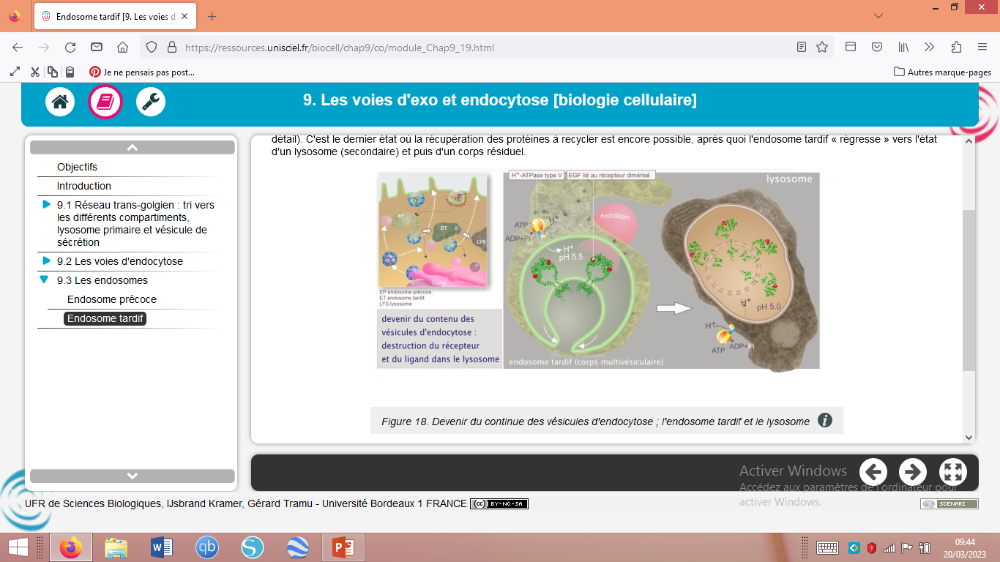 Endosome tardif [9. Les voies d'e
https://ressources.unisciel.fr/biocell/chap9/co/module_Chap9_19.html
Je ne pensais pas post...
Autres marque-pages
9. Les voies d'exo et endocytose [biologie cellulaire]
Objectifs
Introduction
9.1 Réseau trans-golgien : tri vers
les différents compartiments,
lysosome primaire et vésicule de
sécrétion
9.2 Les voies d'endocytose
9.3 Les endosomes
Endosome précoce
Endosome tardif
détail). C'est le dernier état où la récupération des protéines à recycler est encore possible, après quoi l'endosome tardif « régresse » vers l'état
d'un lysosome (secondaire) et puis d'un corps résiduel.
EP
ET
LYS
Golgi
EP endosome précoce,
ET endosome tardif,
LYS lysosome
devenir du contenu des
vésicules d'endocytose :
destruction du récepteur
et du ligand dans le lysosome
H+-ATPase type V
EGF lié au récepteur dimérisé
lysosome
hydrolases
ATP
H+
ADP+Pi
H+
pH 5.5
endosome tardif (corps multivésiculaire)
H+
pH 5.0
H+
ADP+Pi
ATP
Figure 18. Devenir du continue des vésicules d'endocytose ; l'endosome tardif et le lysosome
i
Activer Windows
Accédez aux paramètres de l'ordinateur pour
activer Windows.
UFR de Sciences Biologiques, IJsbrand Kramer, Gérard Tramu - Université Bordeaux 1 FRANCE
(cc) BY-NC-SA
SCENARI
qb
09:44
20/03/2023